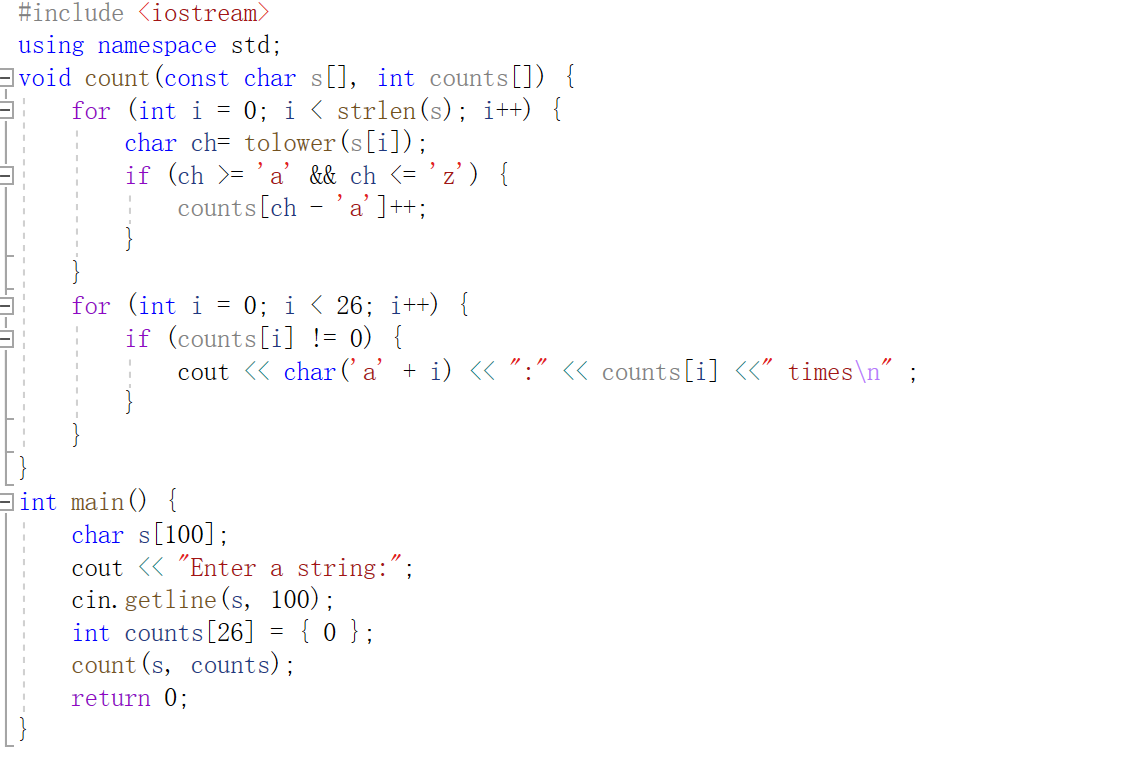 #include <iostream>
using namespace std;
void count(const char s[], int counts[]) {
    for (int i = 0; i < strlen(s); i++) {
        char ch= tolower(s[i]);
        if (ch >= 'a' && ch <= 'z') {
            counts[ch - 'a']++;
        }
    }
    for (int i = 0; i < 26; i++) {
        if (counts[i] != 0) {
            cout << char('a' + i) << ":" << counts[i] <<" times\n" ;
        }
    }
}
int main() {
    char s[100];
    cout << "Enter a string:";
    cin.getline(s, 100);
    int counts[26] = { 0 };
    count(s, counts);
    return 0;
}